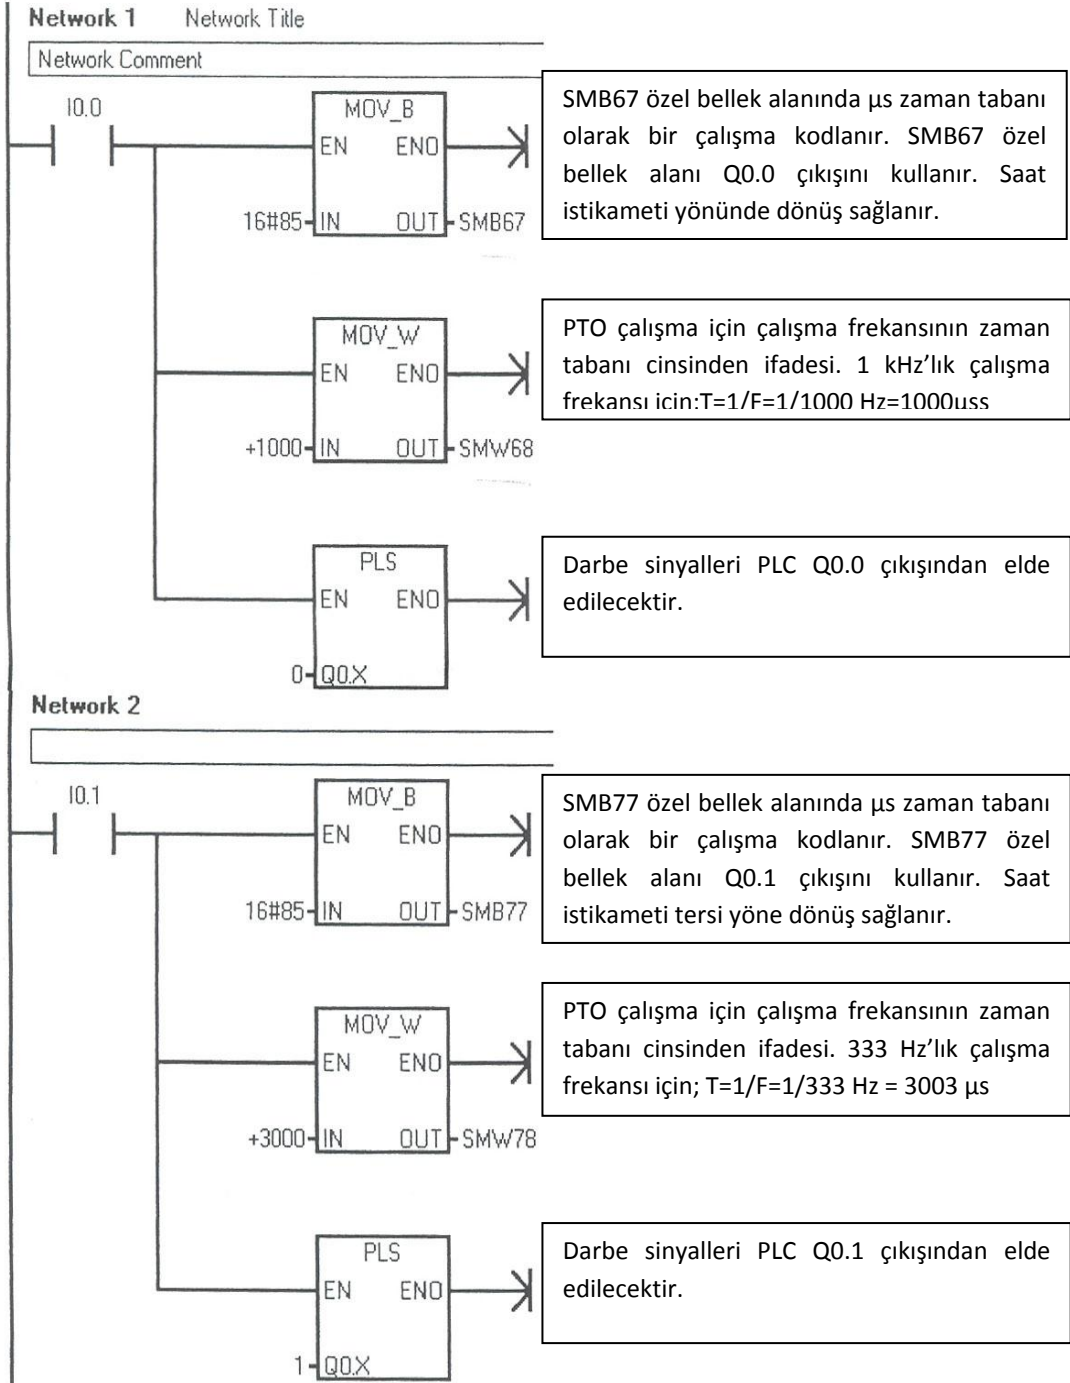 Network 1 Network Title
Network Comment
I0.0
MOV_B
EN ENO
16#85 IN OUT SMB67
SMB67 özel bellek alanında µs zaman tabanı
olarak bir çalışma kodlanır. SMB67 özel
bellek alanı Q0.0 çıkışını kullanır. Saat
istikameti yönünde dönüş sağlanır.
MOV_W
EN ENO
+1000 IN OUT SMW68
PTO çalışma için çalışma frekansının zaman
tabanı cinsinden ifadesi. 1 kHz’lık çalışma
frekansı için;T=1/F=1/1000 Hz=1000µss
PLS
EN ENO
0 Q0.X
Darbe sinyalleri PLC Q0.0 çıkışından elde
edilecektir.
Network 2
I0.1
MOV_B
EN ENO
16#85 IN OUT SMB77
SMB77 özel bellek alanında µs zaman tabanı
olarak bir çalışma kodlanır. SMB77 özel
bellek alanı Q0.1 çıkışını kullanır. Saat
istikameti tersi yöne dönüş sağlanır.
MOV_W
EN ENO
+3000 IN OUT SMW78
PTO çalışma için çalışma frekansının zaman
tabanı cinsinden ifadesi. 333 Hz’lık çalışma
frekansı için; T=1/F=1/333 Hz = 3003 µs
PLS
EN ENO
1 Q0.X
Darbe sinyalleri PLC Q0.1 çıkışından elde
edilecektir.